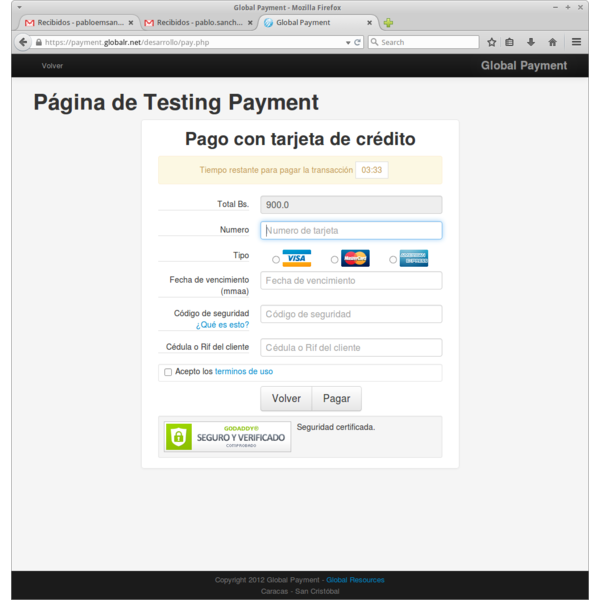 Global Payment - Mozilla Firefox
Recibidos - pabloemsan...
Recibidos - pablo.sanch...
Global Payment
https://payment.globalr.net/desarrollo/pay.php
Search
Volver
Global Payment
Página de Testing Payment
Pago con tarjeta de crédito
Tiempo restante para pagar la transacción 03:33
Total Bs.
900.0
Numero
Numero de tarjeta
Tipo
VISA
MasterCard
AMERICAN EXPRESS
Fecha de vencimiento
(mmaa)
Fecha de vencimiento
Código de seguridad
¿Qué es esto?
Código de seguridad
Cédula o Rif del cliente
Cédula o Rif del cliente
Acepto los terminos de uso
Volver
Pagar
GODADDY®
SEGURO Y VERIFICADO
COMPROBADO
Seguridad certificada.
Copyright 2012 Global Payment - Global Resources
Caracas - San Cristóbal